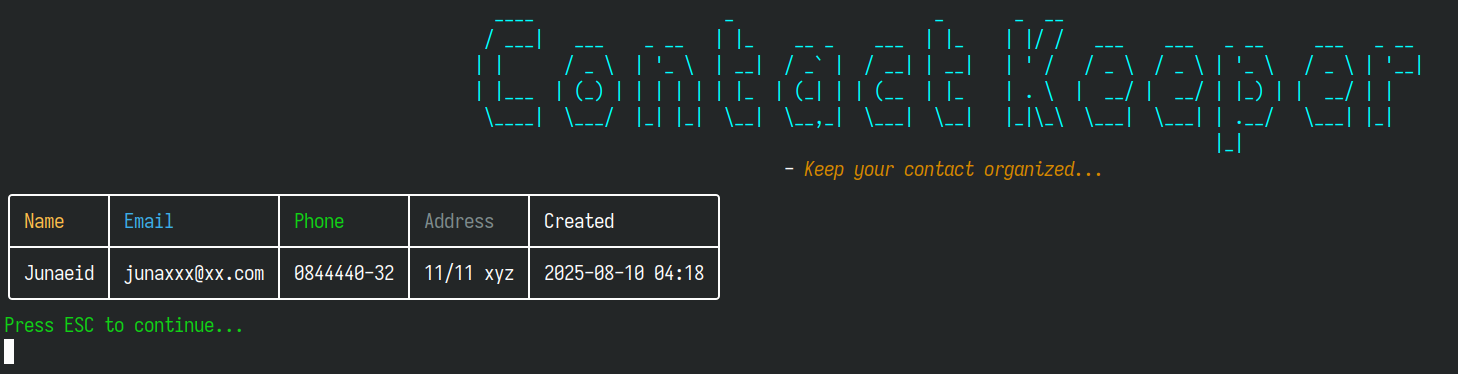 Contact Keeper
- Keep your contact organized...
Name Email Phone Address Created
Junaeid junaxxx@xx.com 0844440-32 11/11 xyz 2025-08-10 04:18
Press ESC to continue...